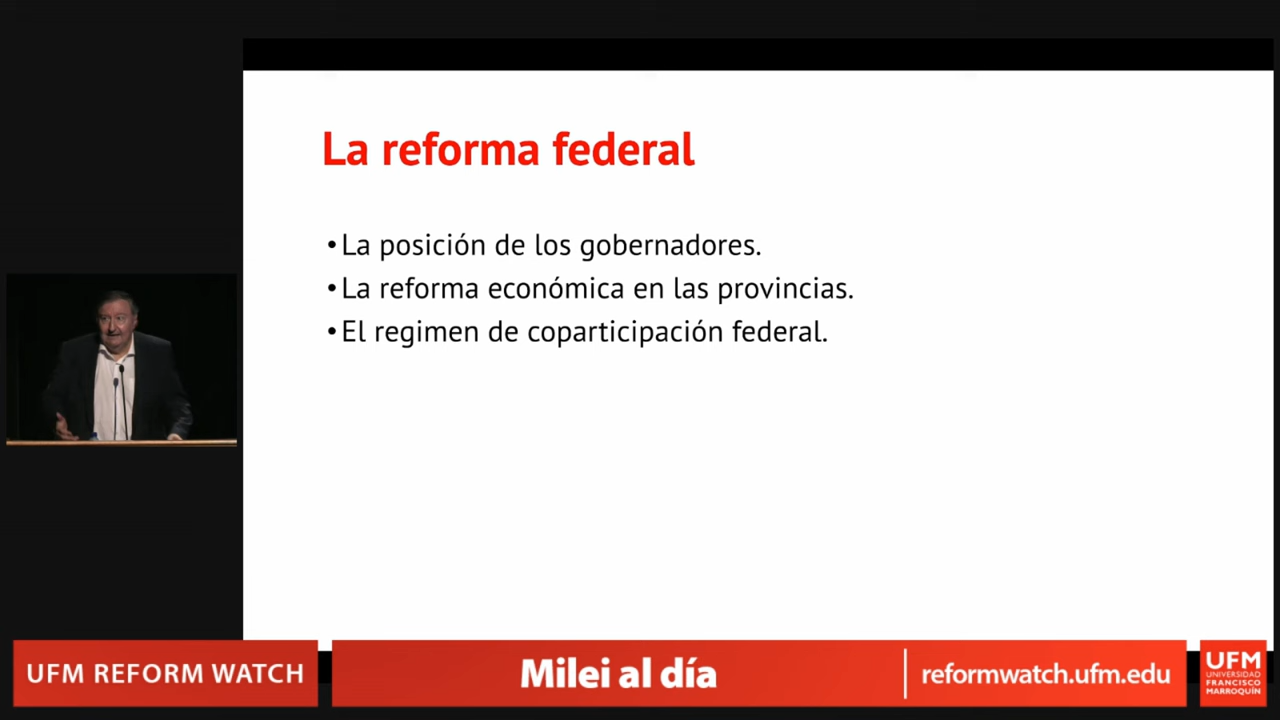 La reforma federal
•La posición de los gobernadores.
•La reforma económica en las provincias.
•El regimen de coparticipación federal.
UFM REFORM WATCH
Milei al día
reformwatch.ufm.edu
UFM
UNIVERSIDAD
FRANCISCO
MARROQUÍN